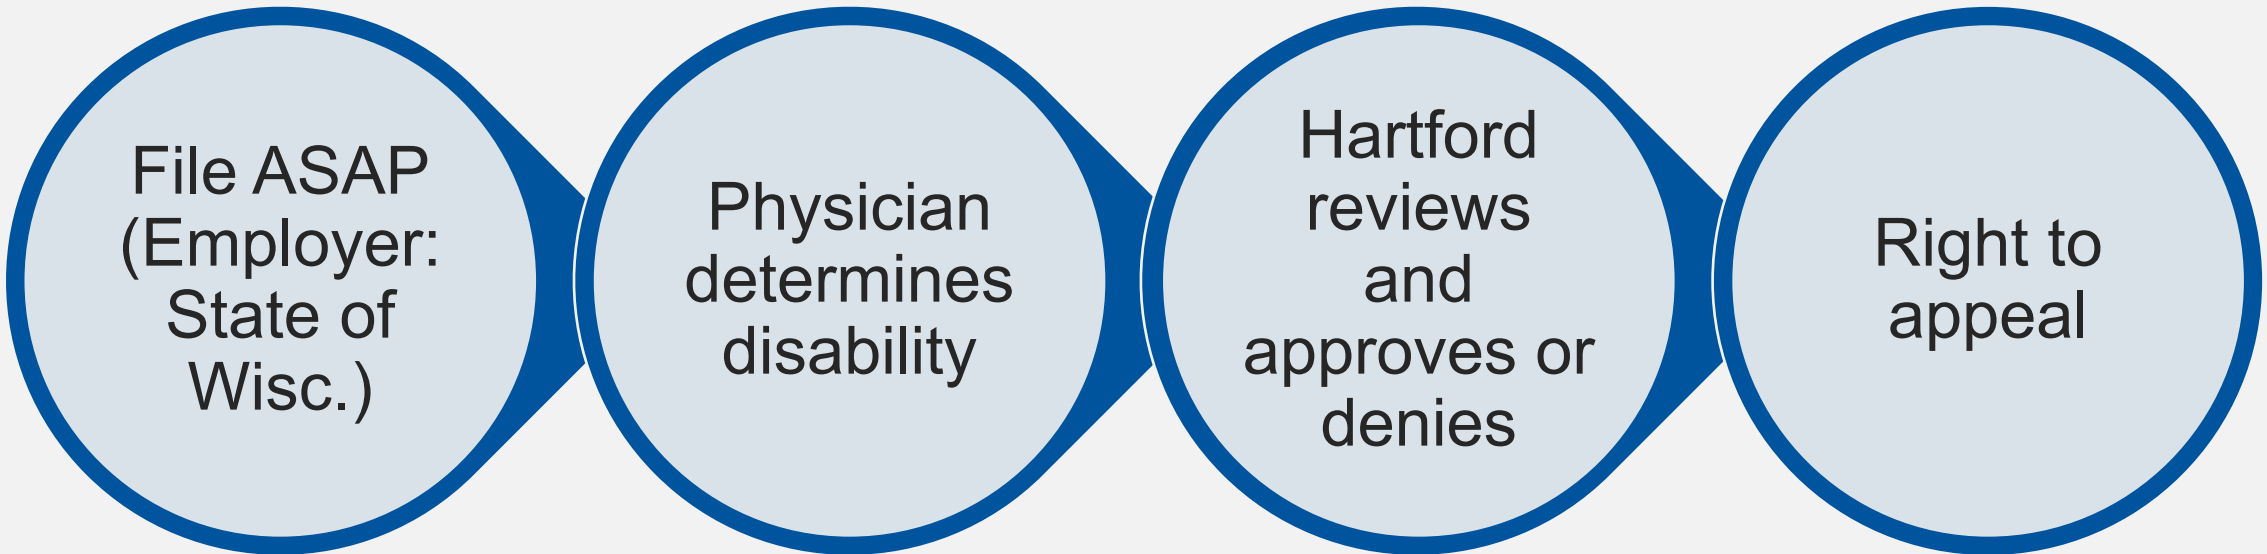 File ASAP
(Employer:
State of
Wisc.)
Physician
determines
disability
Hartford
reviews
and
approves or
denies
Right to
appeal